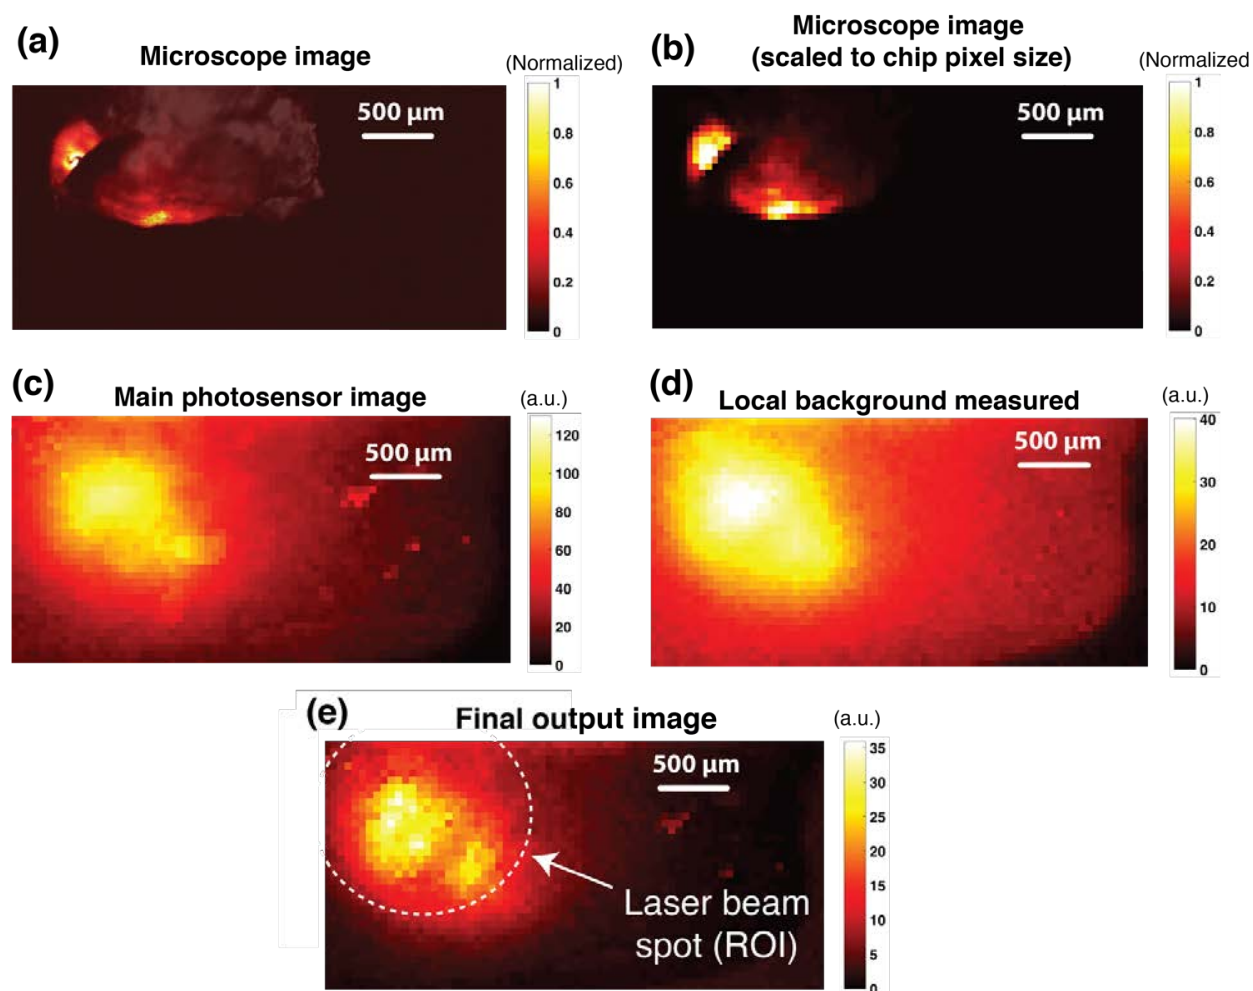 (a)
Microscope image
(Normalized)
500 µm
1
0.8
0.6
0.4
0.2
0
(b)
Microscope image
(scaled to chip pixel size)
(Normalized
500 µm
1
0.8
0.6
0.4
0.2
0
(c)
Main photosensor image
(a.u.)
500 µm
120
100
80
60
40
20
0
(d)
Local background measured
(a.u.)
500 µm
40
30
20
10
0
(e)
Final output image
(a.u.)
500 µm
35
30
25
20
15
10
5
0
Laser beam
spot (ROI)